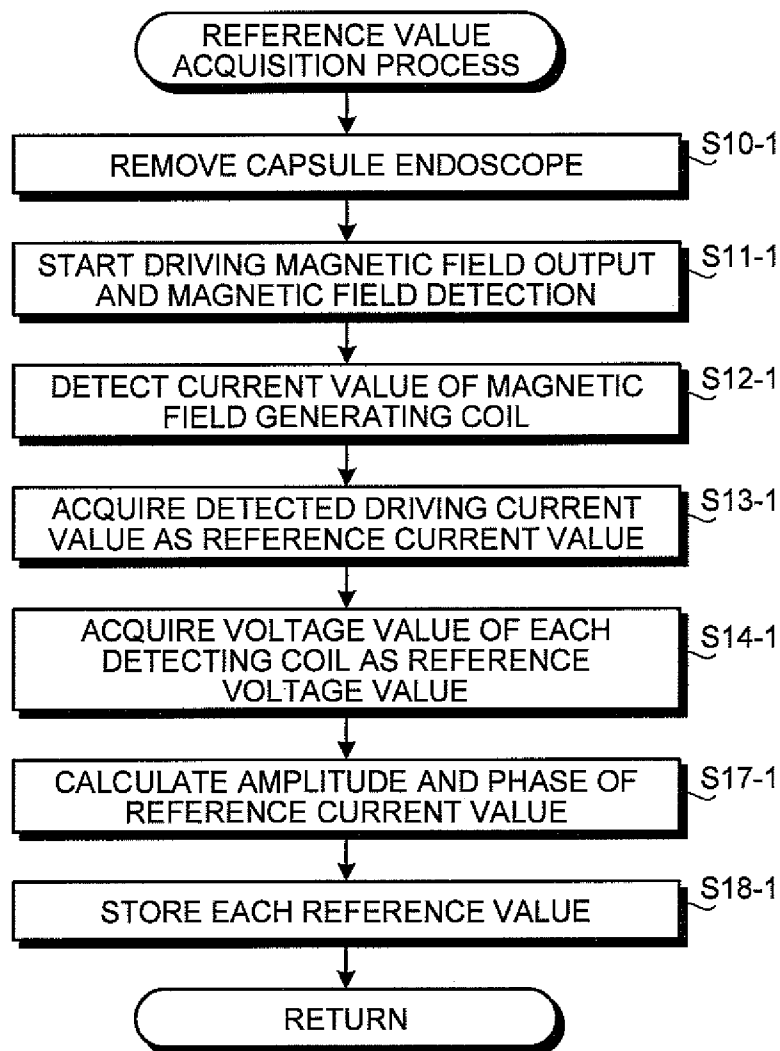 REFERENCE VALUE
ACQUISITION PROCESS
REMOVE CAPSULE ENDOSCOPE
S10-1
START DRIVING MAGNETIC FIELD OUTPUT
AND MAGNETIC FIELD DETECTION
S11-1
DETECT CURRENT VALUE OF MAGNETIC
FIELD GENERATING COIL
S12-1
ACQUIRE DETECTED DRIVING CURRENT
VALUE AS REFERENCE CURRENT VALUE
S13-1
ACQUIRE VOLTAGE VALUE OF EACH
DETECTING COIL AS REFERENCE
VOLTAGE VALUE
S14-1
CALCULATE AMPLITUDE AND PHASE OF
REFERENCE CURRENT VALUE
S17-1
STORE EACH REFERENCE VALUE
S18-1
RETURN